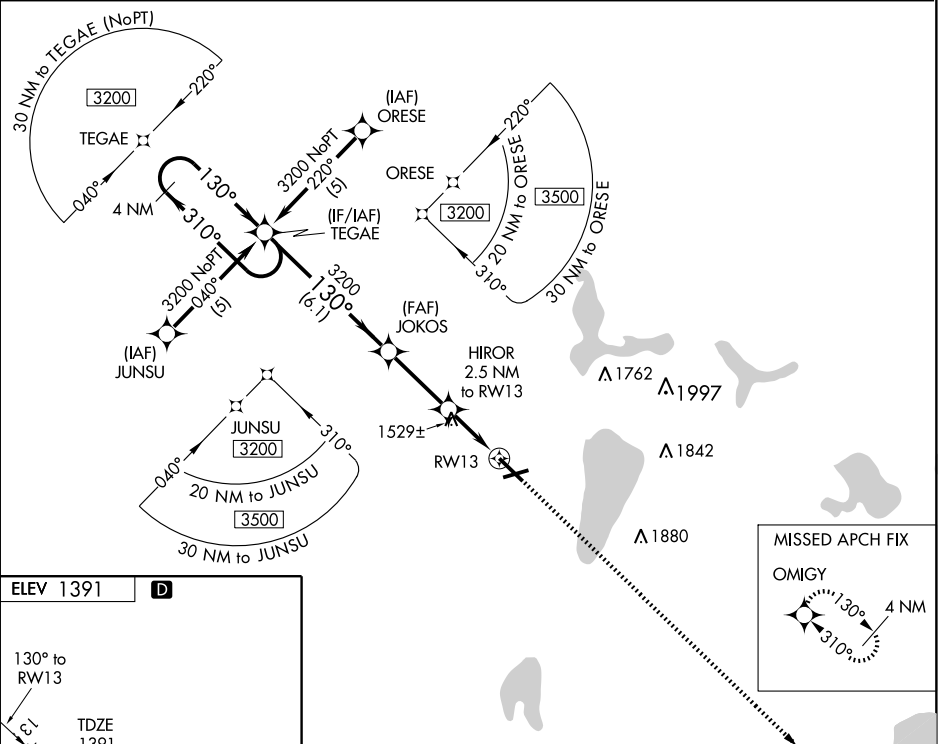 30 NM to TEGAE (NoPT)
3200
220°
TEGAE
040°
(IAF)
ORESE
3200 NoPT
220°
(5)
130°
4 NM
310°
(IF/IAF)
TEGAE
3200 NoPT
040°
(5)
(IAF)
JUNSU
3200
130°
(6.1)
(FAF)
JOKOS
ORESE
220°
3200
20 NM to ORESE
3500
30 NM to ORESE
310°
HIROR
2.5 NM
to RW13
1529±
RW13
1762
1997
1842
1880
JUNSU
3200
040°
310°
20 NM to JUNSU
3500
30 NM to JUNSU
MISSED APCH FIX
OMIGY
130°
4 NM
310°
ELEV 1391
D
130° to
RW13
13
TDZE
1391